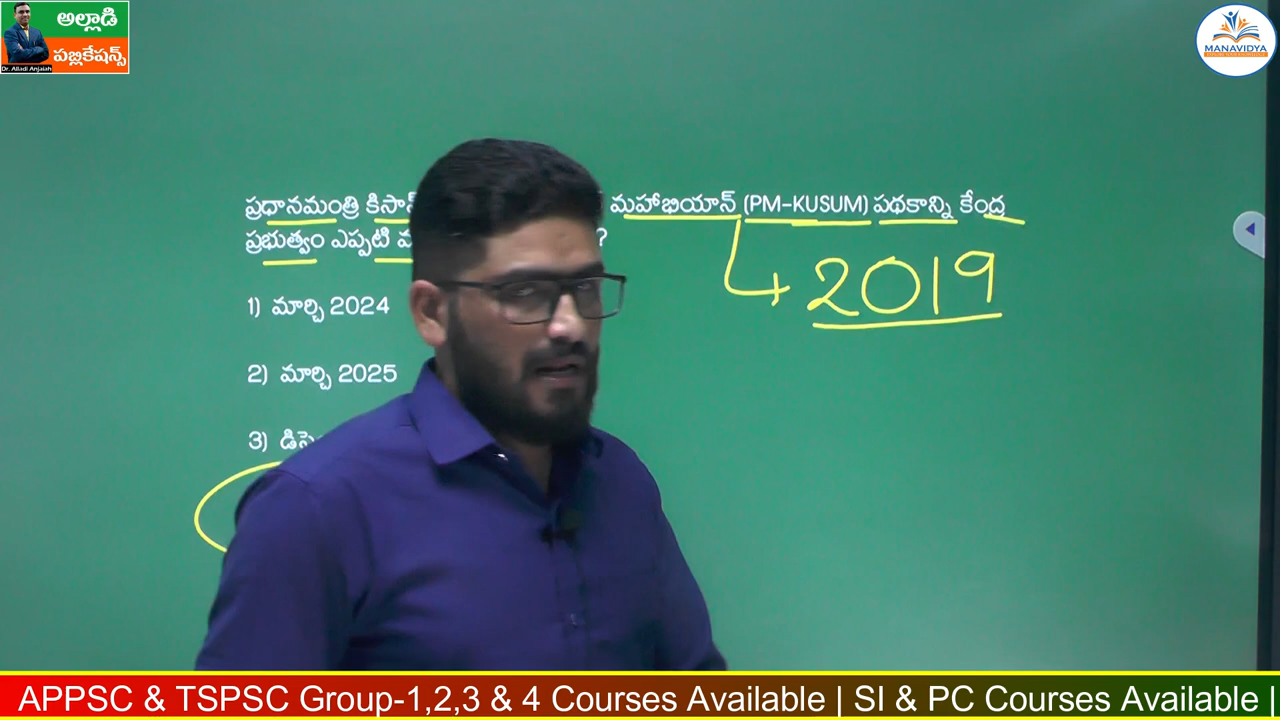 అల్లాడి
పబ్లికేషన్స్
Dr. Alladi Anjaiah
MANAVIDYA
ప్రధానమంత్రి కిసాన్ మహాభియాన్ (PM-KUSUM) పథకాన్ని కేంద్ర
ప్రభుత్వం ఎప్పటి ?
2019
1) మార్చి 2024
2) మార్చి 2025
3)
APPSC & TSPSC Group-1,2,3 & 4 Courses Available | SI & PC Courses Available |